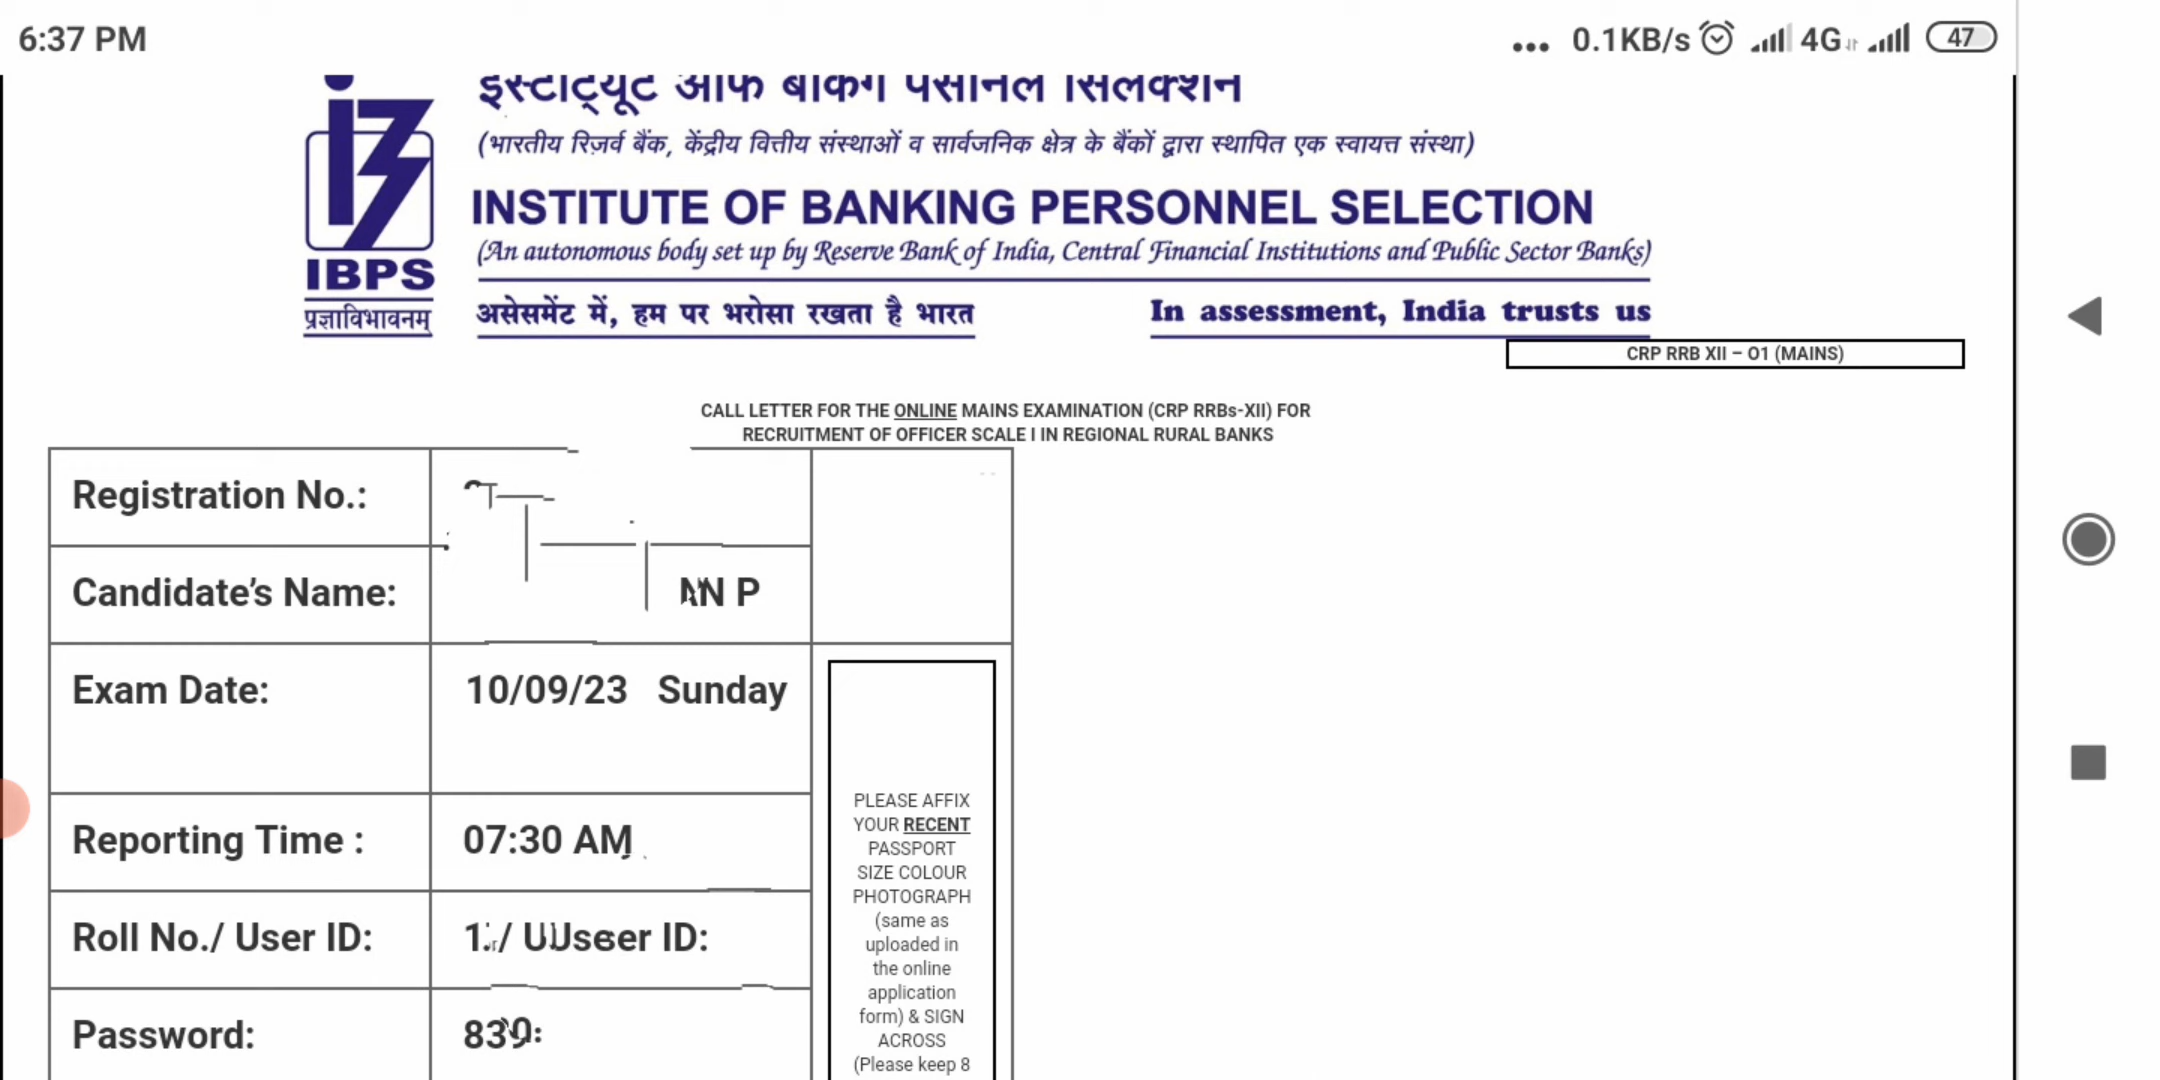 6:37 PM
... 0.1KB/s 4G 47
(भारतीय रिज़र्व बैंक, केंद्रीय वित्तीय संस्थाओं व सार्वजनिक क्षेत्र के बैंकों द्वारा स्थापित एक स्वायत्त संस्था)
INSTITUTE OF BANKING PERSONNEL SELECTION
(An autonomous body set up by Reserve Bank of India, Central Financial Institutions and Public Sector Banks)
IBPS
प्रज्ञाविभावनम्
असेसमेंट में, हम पर भरोसा रखता है भारत
In assessment, India trusts us
CRP RRB XII – O1 (MAINS)
CALL LETTER FOR THE ONLINE MAINS EXAMINATION (CRP RRBs-XII) FOR
RECRUITMENT OF OFFICER SCALE I IN REGIONAL RURAL BANKS
Registration No.:
Candidate's Name: P
Exam Date: 10/09/23 Sunday
Reporting Time : 07:30 AM
Roll No./ User ID: ID:
Password:
PLEASE AFFIX
YOUR RECENT
PASSPORT
SIZE COLOUR
PHOTOGRAPH
(same as
uploaded in
the online
application
form) & SIGN
ACROSS
(Please keep 8